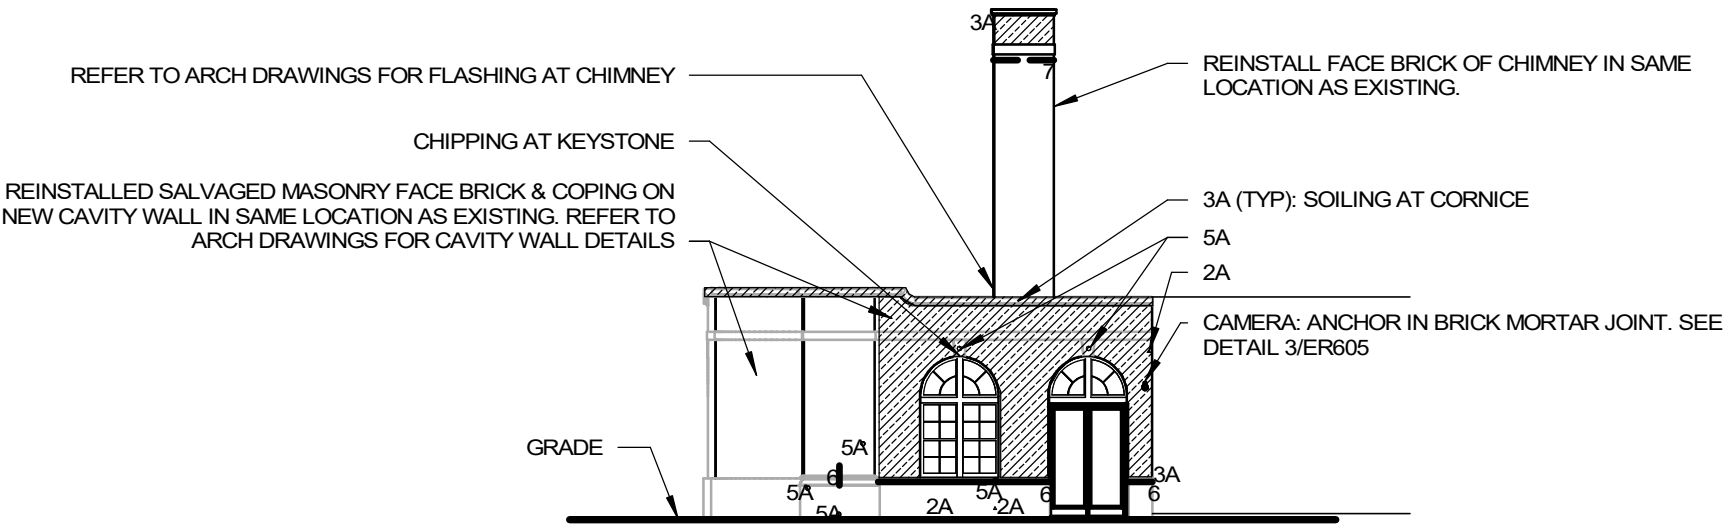 3A
REFER TO ARCH DRAWINGS FOR FLASHING AT CHIMNEY
7
REINSTALL FACE BRICK OF CHIMNEY IN SAME
LOCATION AS EXISTING.
CHIPPING AT KEYSTONE
REINSTALLED SALVAGED MASONRY FACE BRICK & COPING ON
NEW CAVITY WALL IN SAME LOCATION AS EXISTING. REFER TO
ARCH DRAWINGS FOR CAVITY WALL DETAILS
3A (TYP): SOILING AT CORNICE
5A
2A
CAMERA: ANCHOR IN BRICK MORTAR JOINT. SEE
DETAIL 3/ER605
GRADE
5A
6
5A
5A
2A
5A
2A
6
3A
6